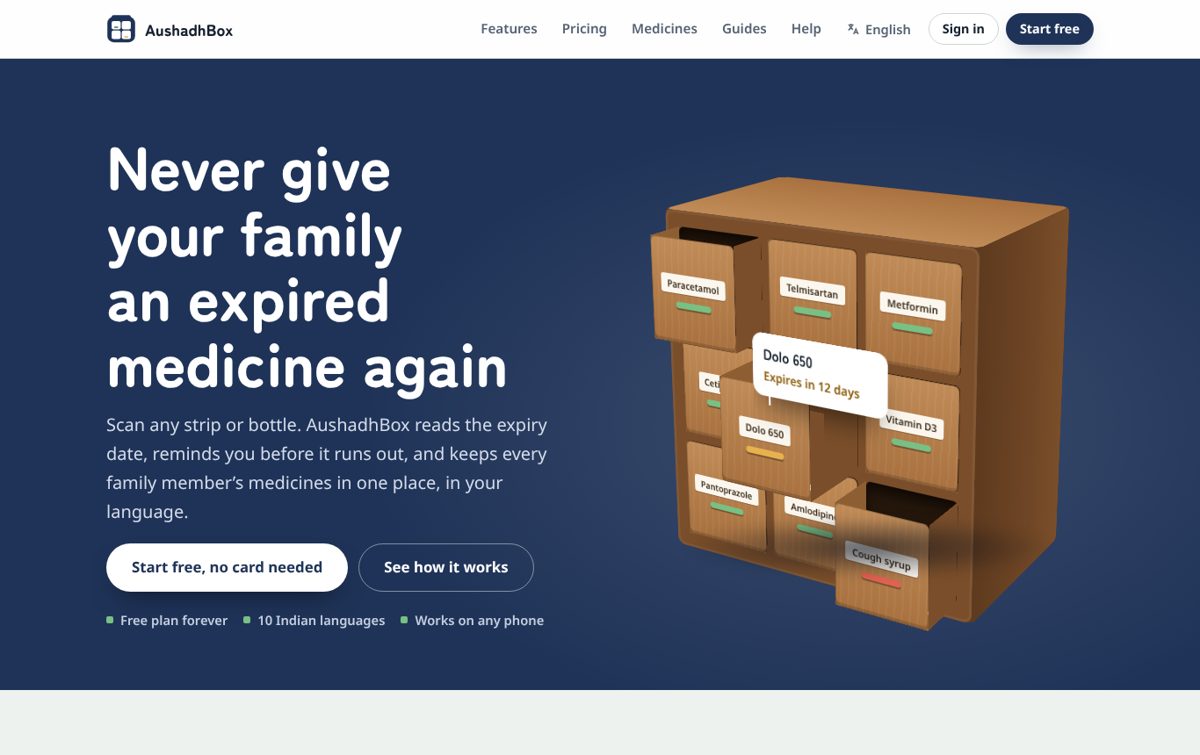 AushadhBox
Features
Pricing
Medicines
Guides
Help
English
Sign in
Start free
Never give
your family
an expired
medicine again
Scan any strip or bottle. AushadhBox reads the expiry
date, reminds you before it runs out, and keeps every
family member’s medicines in one place, in your
language.
Start free, no card needed
See how it works
Free plan forever
10 Indian languages
Works on any phone
Paracetamol
Telmisartan
Metformin
Dolo 650
Expires in 12 days
Dolo 650
Vitamin D3
Pantoprazole
Cough syrup